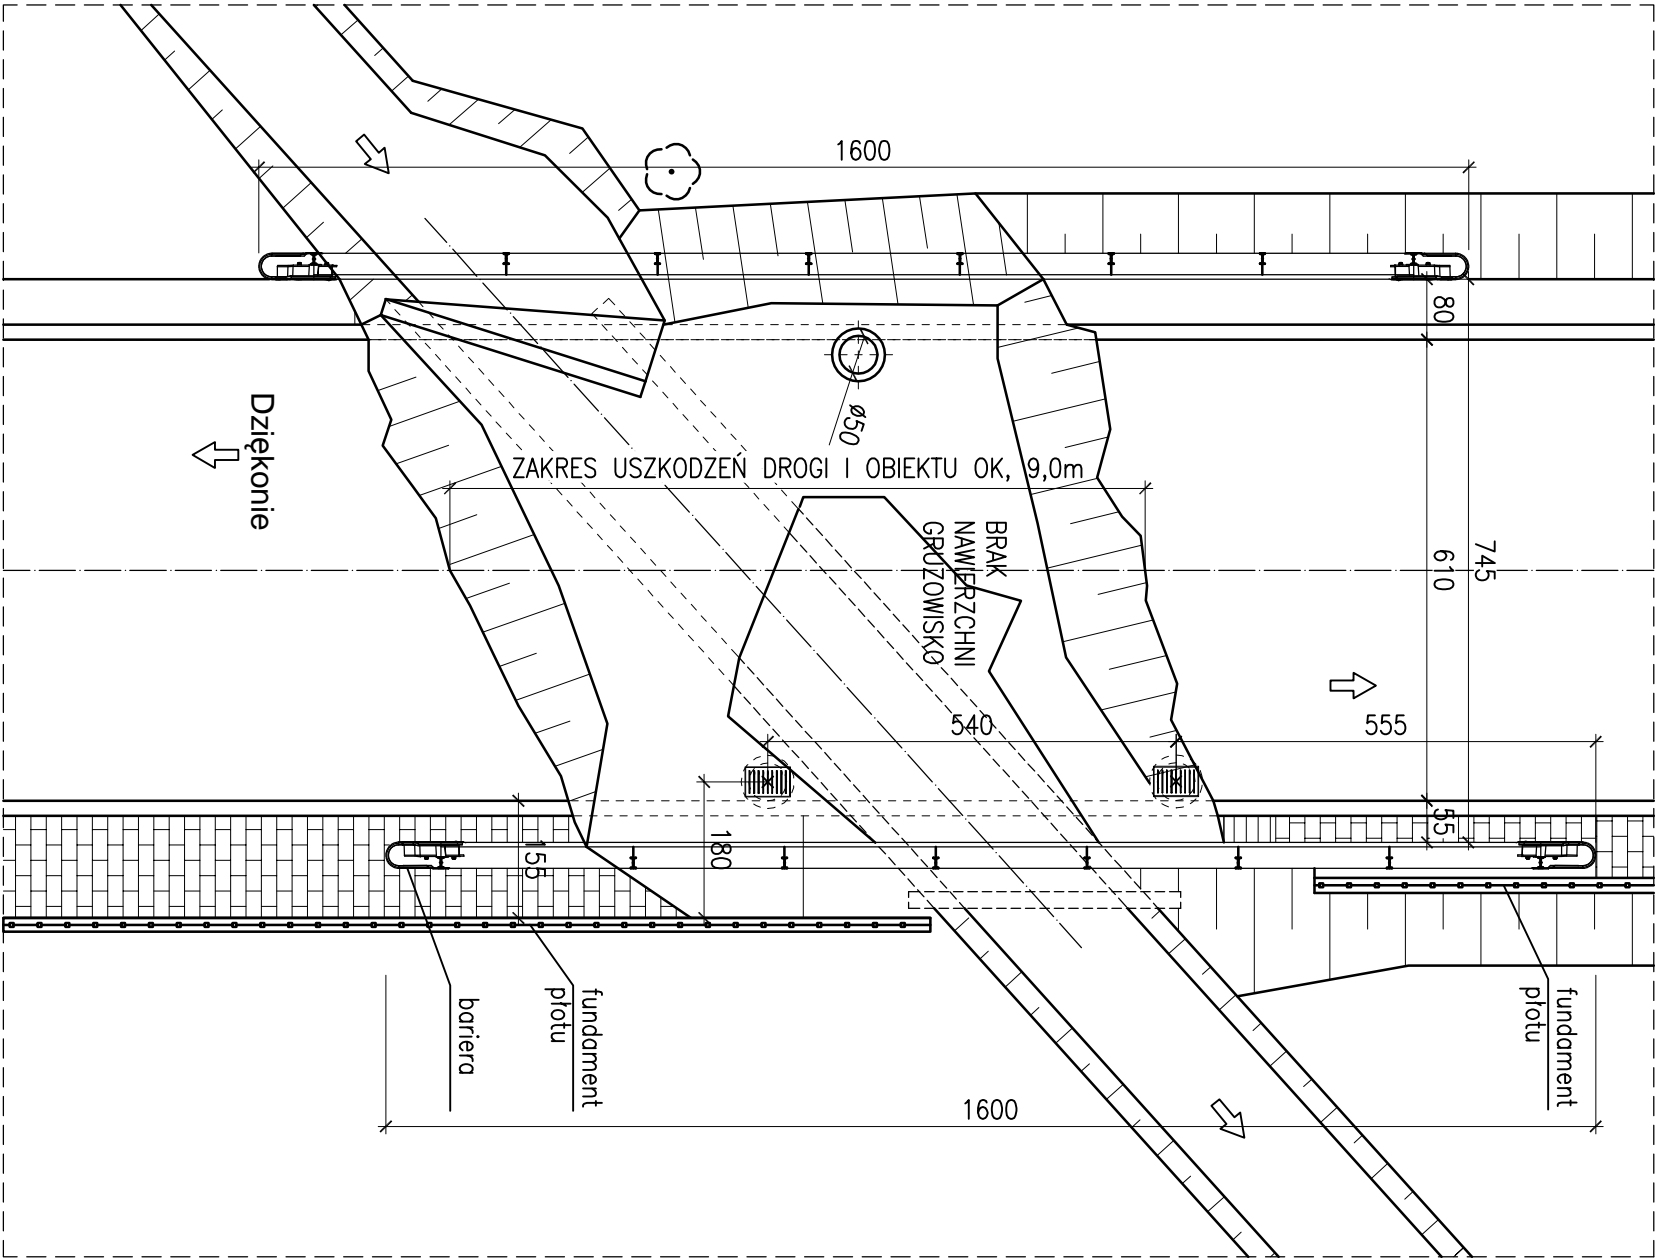 1600
80
Dziękonie
ø50
ZAKRES USZKODZEŃ DROGI I OBIEKTU OK, 9,0m
BRAK
NAWIERZCHNI
GRUZOWISKO
745
610
540
555
55
155
180
fundament
płotu
bariera
fundament
płotu
1600